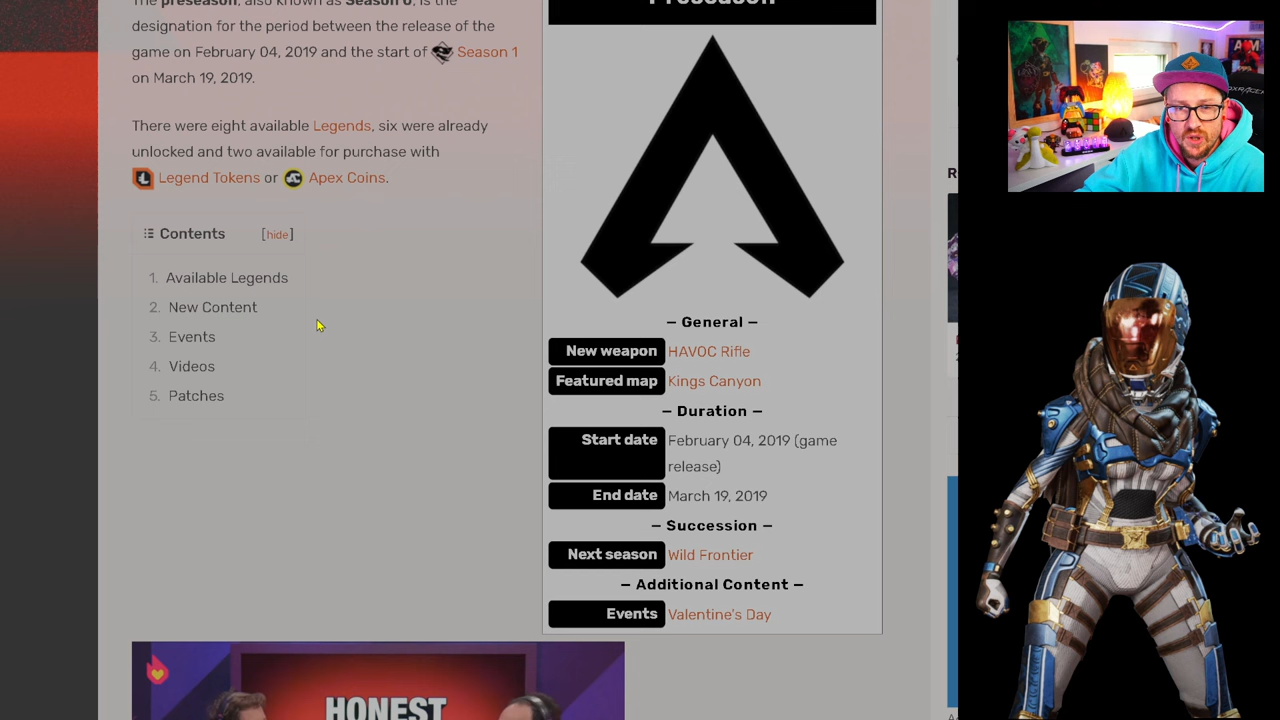 The preseason, also known as Season 0, is the
designation for the period between the release of the
game on February 04, 2019 and the start of Season 1
on March 19, 2019.
There were eight available Legends, six were already
unlocked and two available for purchase with
Legend Tokens or Apex Coins.
Contents [hide]
1. Available Legends
2. New Content
3. Events
4. Videos
5. Patches
Preseason
– General –
New weapon HAVOC Rifle
Featured map Kings Canyon
– Duration –
Start date February 04, 2019 (game
release)
End date March 19, 2019
– Succession –
Next season Wild Frontier
– Additional Content –
Events Valentine's Day
HONEST